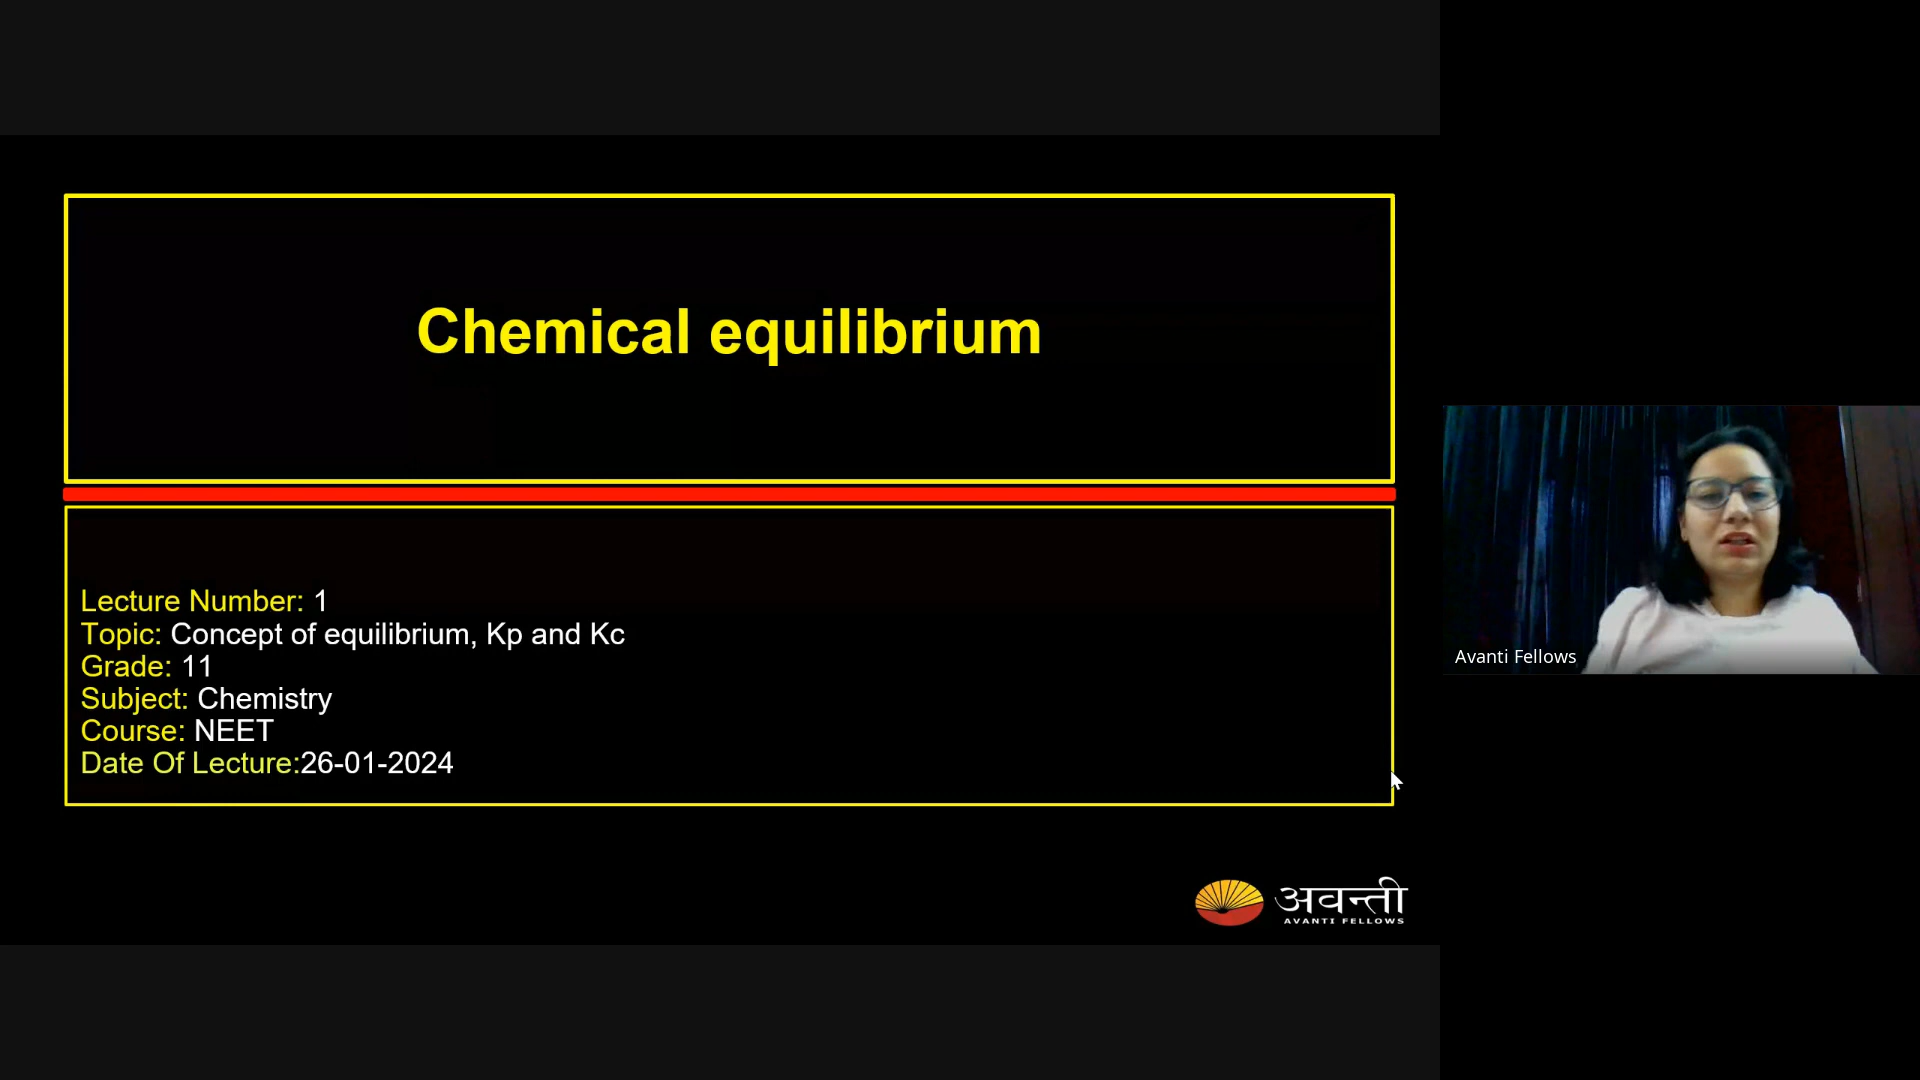 Chemical equilibrium
Lecture Number: 1
Topic: Concept of equilibrium, Kp and Kc
Grade: 11
Subject: Chemistry
Course: NEET
Date Of Lecture:26-01-2024
Avanti Fellows
अवन्ती
AVANTI FELLOWS